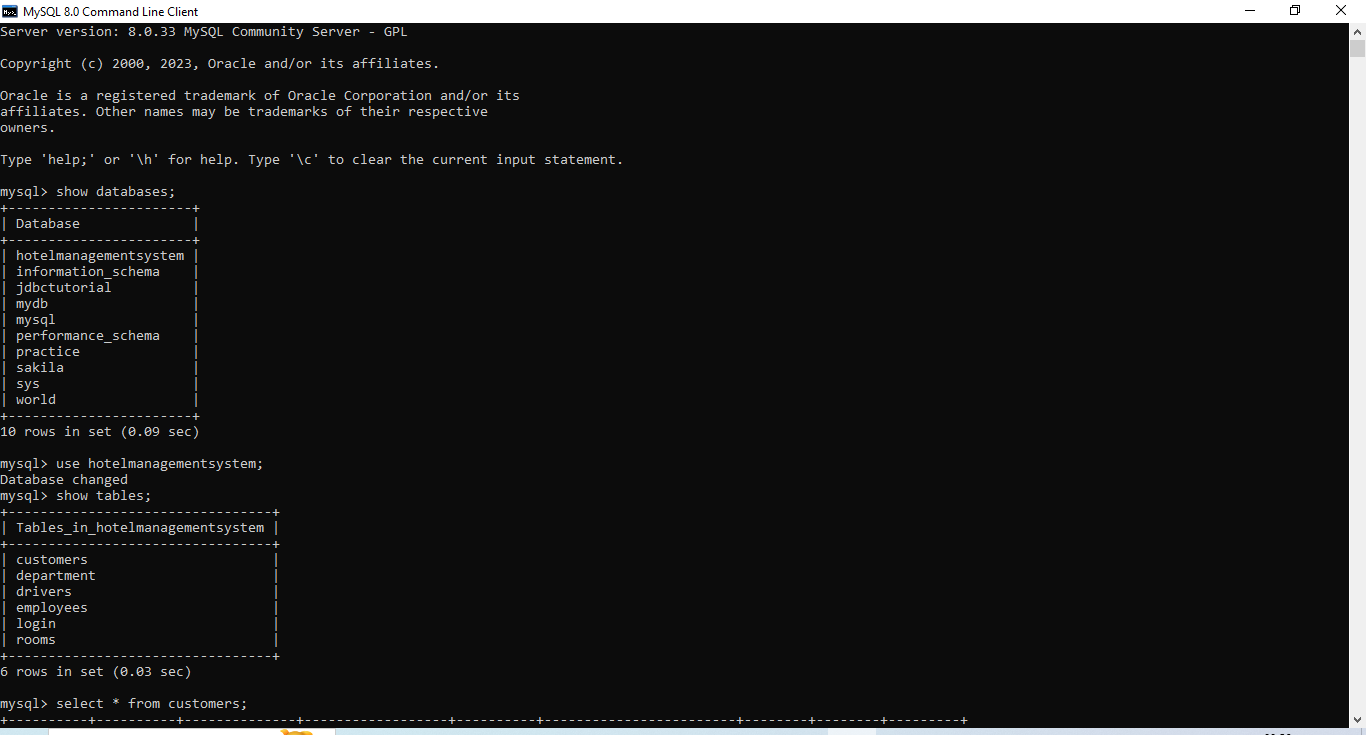 MySQL 8.0 Command Line Client
Server version: 8.0.33 MySQL Community Server - GPL
Copyright (c) 2000, 2023, Oracle and/or its affiliates.
Oracle is a registered trademark of Oracle Corporation and/or its
affiliates. Other names may be trademarks of their respective
owners.
Type 'help;' or '\h' for help. Type '\c' to clear the current input statement.
mysql> show databases;
+-----------------------+
| Database              |
+-----------------------+
| hotelmanagementsystem |
| information_schema    |
| jdbctutorial          |
| mydb                  |
| mysql                 |
| performance_schema    |
| practice              |
| sakila                |
| sys                   |
| world                 |
+-----------------------+
10 rows in set (0.09 sec)
mysql> use hotelmanagementsystem;
Database changed
mysql> show tables;
+---------------------------------+
| Tables_in_hotelmanagementsystem |
+---------------------------------+
| customers                       |
| department                      |
| drivers                         |
| employees                       |
| login                           |
| rooms                           |
+---------------------------------+
6 rows in set (0.03 sec)
mysql> select * from customers;
+----------+----------+--------------+------------------+----------+------------------------+--------+--------+---------+